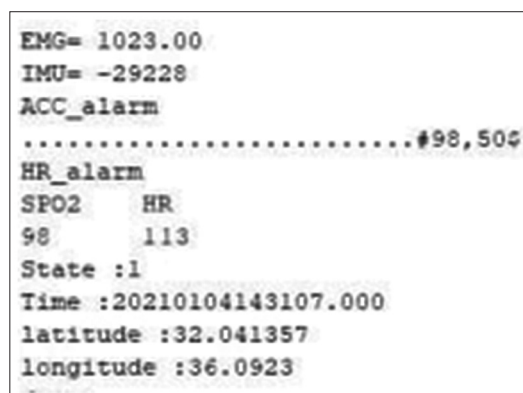 EMG= 1023.00
IMU= -29228
ACC_alarm
..........................#98,50$
HR_alarm
SPO2 HR
98 113
State :1
Time :20210104143107.000
latitude :32.041357
longitude :36.0923